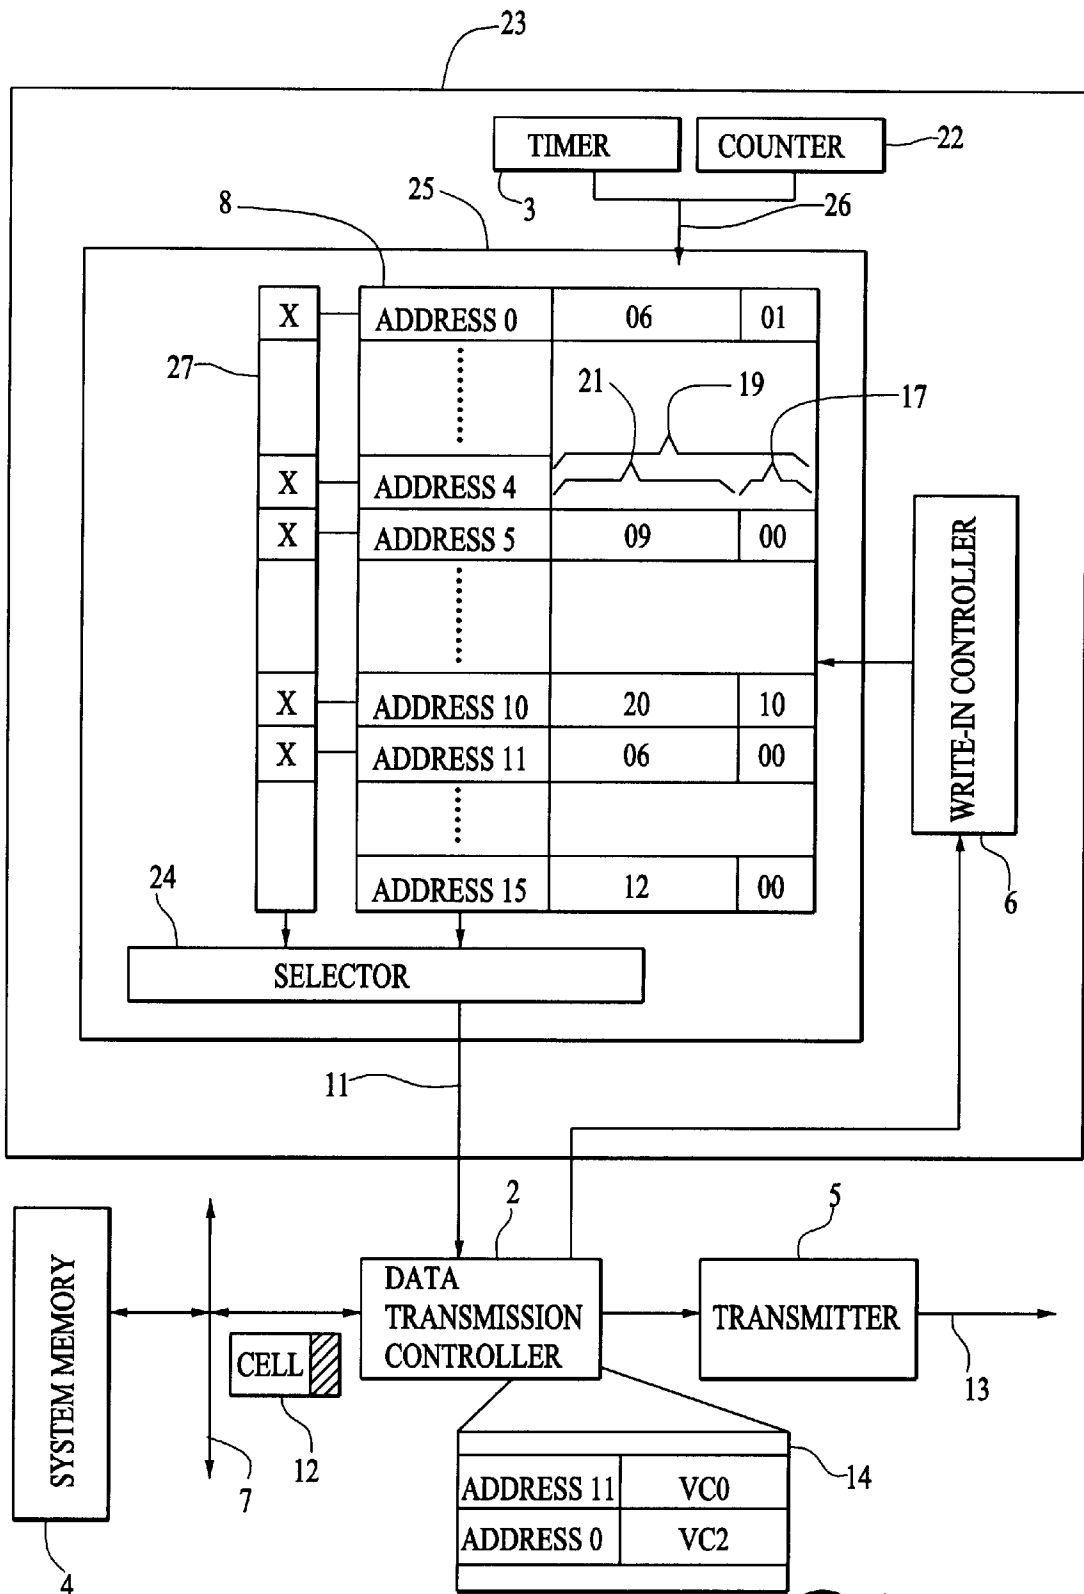 23
TIMER
COUNTER
22
3
26
8
25
X
ADDRESS 0
06
01
27
21
19
17
X
ADDRESS 4
X
ADDRESS 5
09
00
X
ADDRESS 10
20
10
X
ADDRESS 11
06
00
ADDRESS 15
12
00
WRITE-IN CONTROLLER
6
24
SELECTOR
11
SYSTEM MEMORY
4
7
CELL
12
2
DATA
TRANSMISSION
CONTROLLER
5
TRANSMITTER
13
14
ADDRESS 11
VC0
ADDRESS 0
VC2